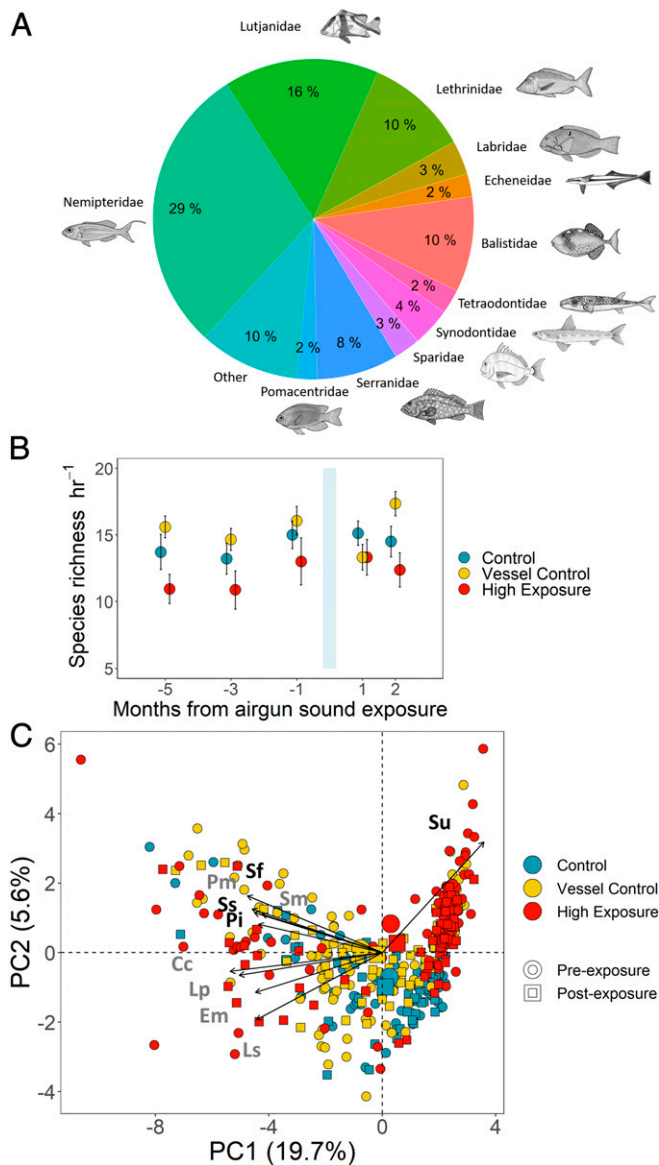 A
Lutjanidae
16 %
Lethrinidae
10 %
Labridae
3 %
Echeneidae
2 %
Nemipteridae
29 %
10 %
Balistidae
2 %
Tetraodontidae
4 %
Synodontidae
3 %
Sparidae
10 %
2 %
8 %
Other
Pomacentridae
Serranidae
B
Species richness hr⁻¹
20
15
10
5
-5 -3 -1 1 2
Months from airgun sound exposure
Control
Vessel Control
High Exposure
C
PC2 (5.6%)
6
4
2
0
-2
-4
Su
Sf
Pm
Sm
Ss
Pi
Cc
Lp
Em
Ls
-8 -4 0 4
PC1 (19.7%)
Control
Vessel Control
High Exposure
Pre-exposure
Post-exposure